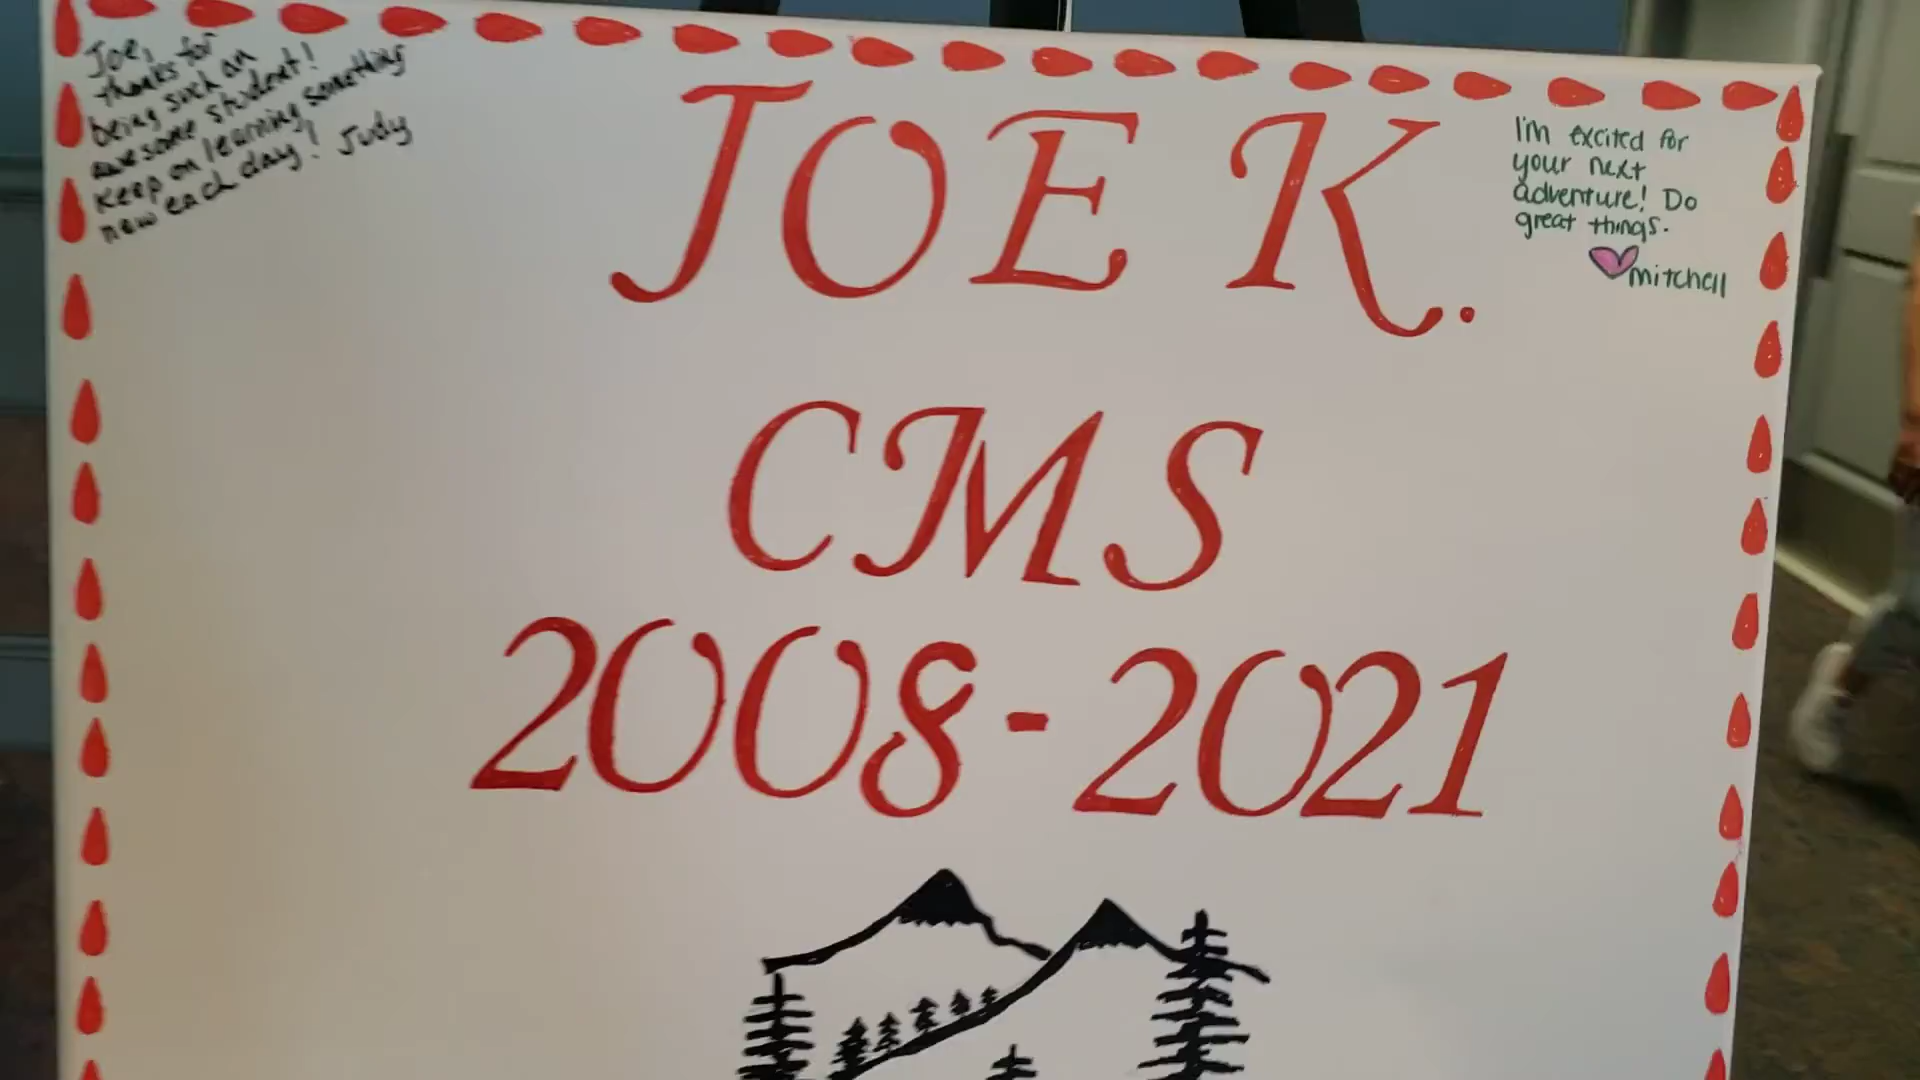 Joe,
thanks for
being such an
awesome student!
Keep on learning something
new each day! Judy
JOE K.
I'm excited for
your next
adventure! Do
great things.
mitchell
CMS
2008-2021